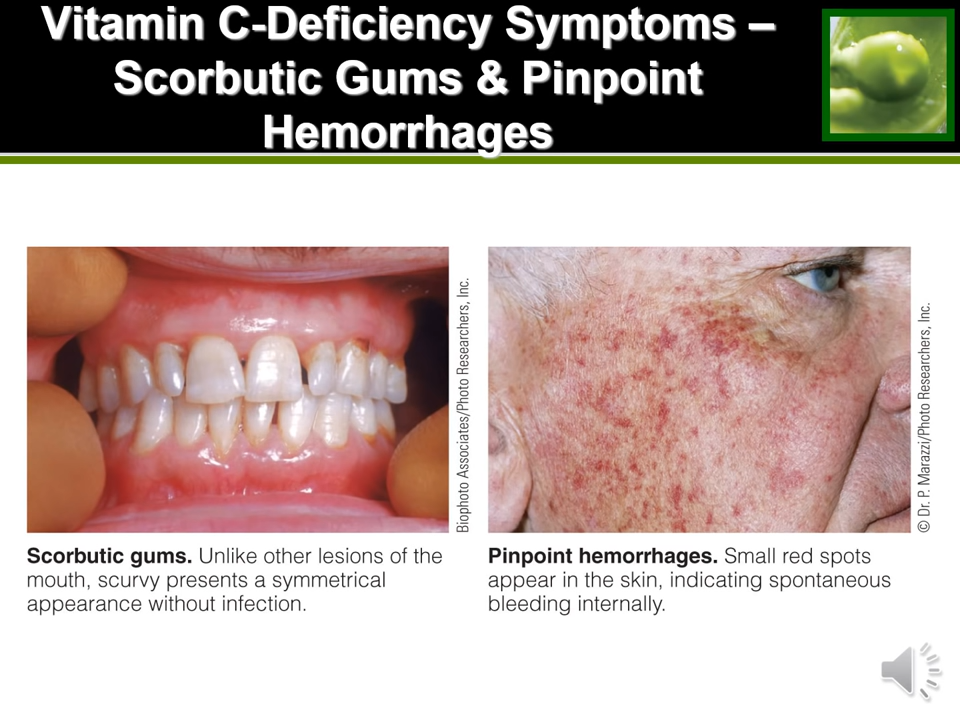 Vitamin C-Deficiency Symptoms –
Scorbutic Gums & Pinpoint
Hemorrhages
Biophoto Associates/Photo Researchers, Inc.
Scorbutic gums. Unlike other lesions of the
mouth, scurvy presents a symmetrical
appearance without infection.
© Dr. P. Marazzi/Photo Researchers, Inc.
Pinpoint hemorrhages. Small red spots
appear in the skin, indicating spontaneous
bleeding internally.